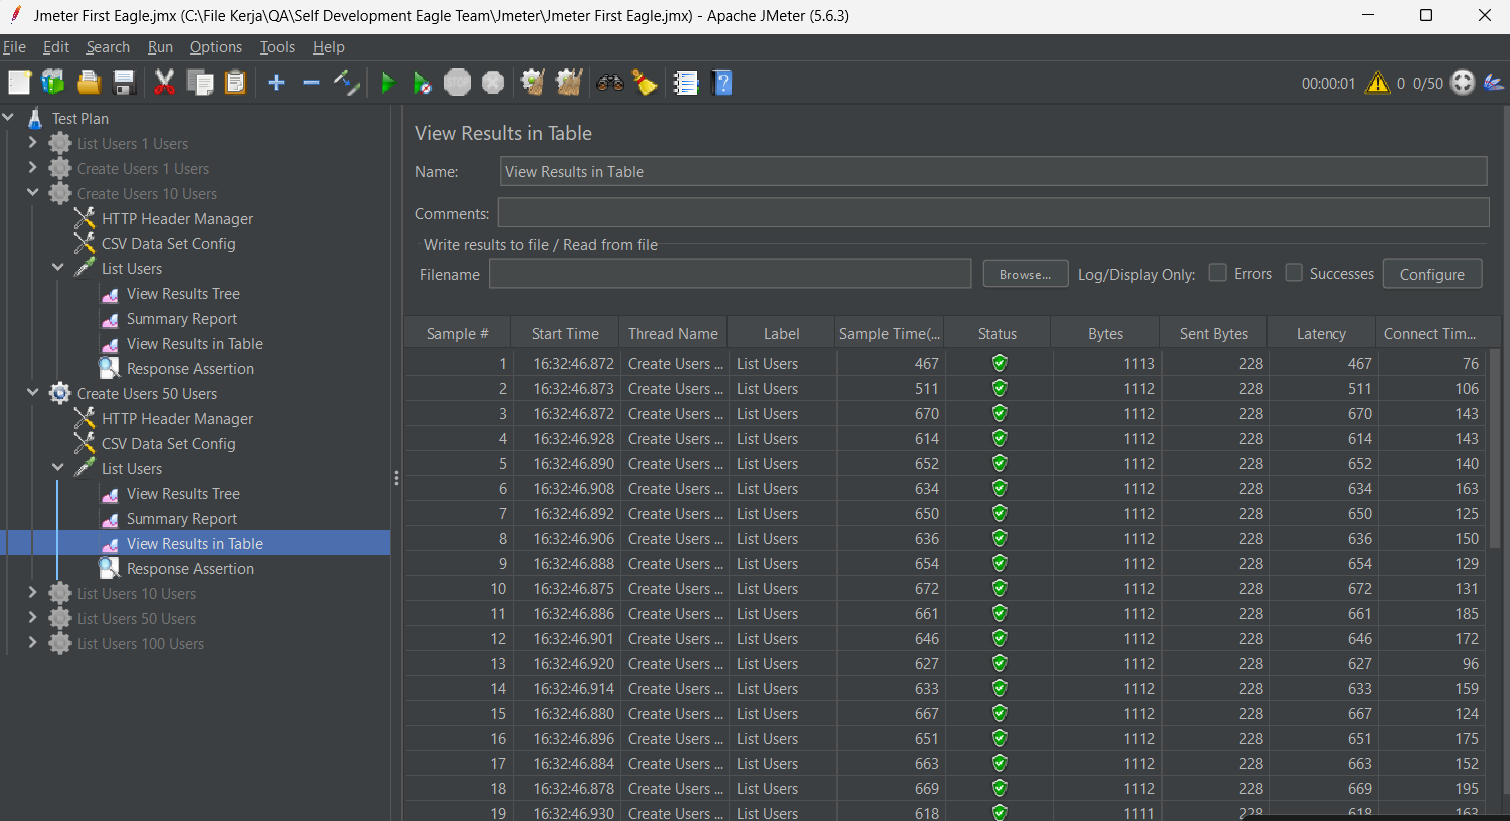 Jmeter First Eagle.jmx (C:\File Kerja\QA\Self Development Eagle Team\Jmeter\Jmeter First Eagle.jmx) - Apache JMeter (5.6.3)
File Edit Search Run Options Tools Help
STOP
00:00:01 0 0/50
Test Plan
List Users 1 Users
Create Users 1 Users
Create Users 10 Users
HTTP Header Manager
CSV Data Set Config
List Users
View Results Tree
Summary Report
View Results in Table
Response Assertion
Create Users 50 Users
HTTP Header Manager
CSV Data Set Config
List Users
View Results Tree
Summary Report
View Results in Table
Response Assertion
List Users 10 Users
List Users 50 Users
List Users 100 Users
View Results in Table
Name: View Results in Table
Comments:
Write results to file / Read from file
Filename Browse... Log/Display Only: Errors Successes Configure
Sample # Start Time Thread Name Label Sample Time(... Status Bytes Sent Bytes Latency Connect Tim...
1 16:32:46.872 Create Users ... List Users 467 1113 228 467 76
2 16:32:46.873 Create Users ... List Users 511 1112 228 511 106
3 16:32:46.872 Create Users ... List Users 670 1112 228 670 143
4 16:32:46.928 Create Users ... List Users 614 1112 228 614 143
5 16:32:46.890 Create Users ... List Users 652 1112 228 652 140
6 16:32:46.908 Create Users ... List Users 634 1112 228 634 163
7 16:32:46.892 Create Users ... List Users 650 1112 228 650 125
8 16:32:46.906 Create Users ... List Users 636 1112 228 636 150
9 16:32:46.888 Create Users ... List Users 654 1112 228 654 129
10 16:32:46.875 Create Users ... List Users 672 1112 228 672 131
11 16:32:46.886 Create Users ... List Users 661 1112 228 661 185
12 16:32:46.901 Create Users ... List Users 646 1112 228 646 172
13 16:32:46.920 Create Users ... List Users 627 1112 228 627 96
14 16:32:46.914 Create Users ... List Users 633 1112 228 633 159
15 16:32:46.880 Create Users ... List Users 667 1112 228 667 124
16 16:32:46.896 Create Users ... List Users 651 1112 228 651 175
17 16:32:46.884 Create Users ... List Users 663 1112 228 663 152
18 16:32:46.878 Create Users ... List Users 669 1112 228 669 195
19 16:32:46.930 Create Users ... List Users 618 1111 228 618 163